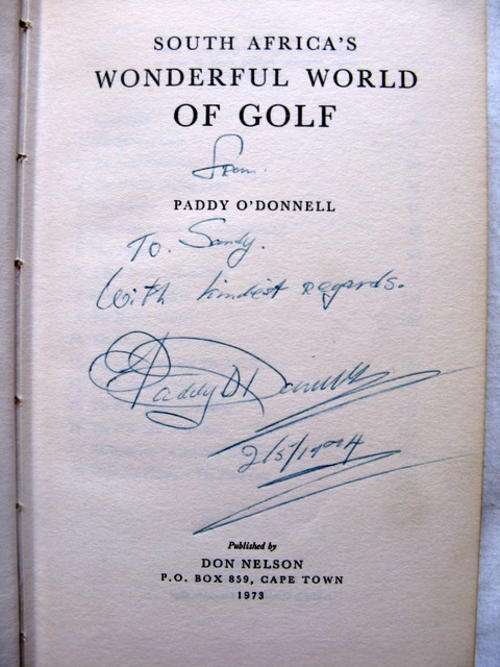 SOUTH AFRICA'S
WONDERFUL WORLD
OF GOLF
From.
PADDY O'DONNELL
To. Sandy.
With kindest regards.
Paddy O'Donnell
2/5/1974
Published by
DON NELSON
P.O. BOX 859, CAPE TOWN
1973